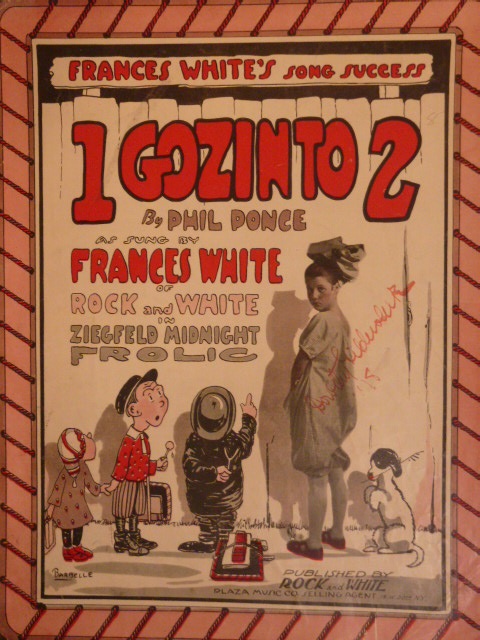 FRANCES WHITE'S SONG SUCCESS
1 GOZINTO 2
By PHIL PONCE
AS SUNG BY
FRANCES WHITE
OF
ROCK and WHITE
IN
ZIEGFELD MIDNIGHT
FROLIC
BARBELLE
PUBLISHED BY
ROCK and WHITE
PLAZA MUSIC CO. SELLING AGENT